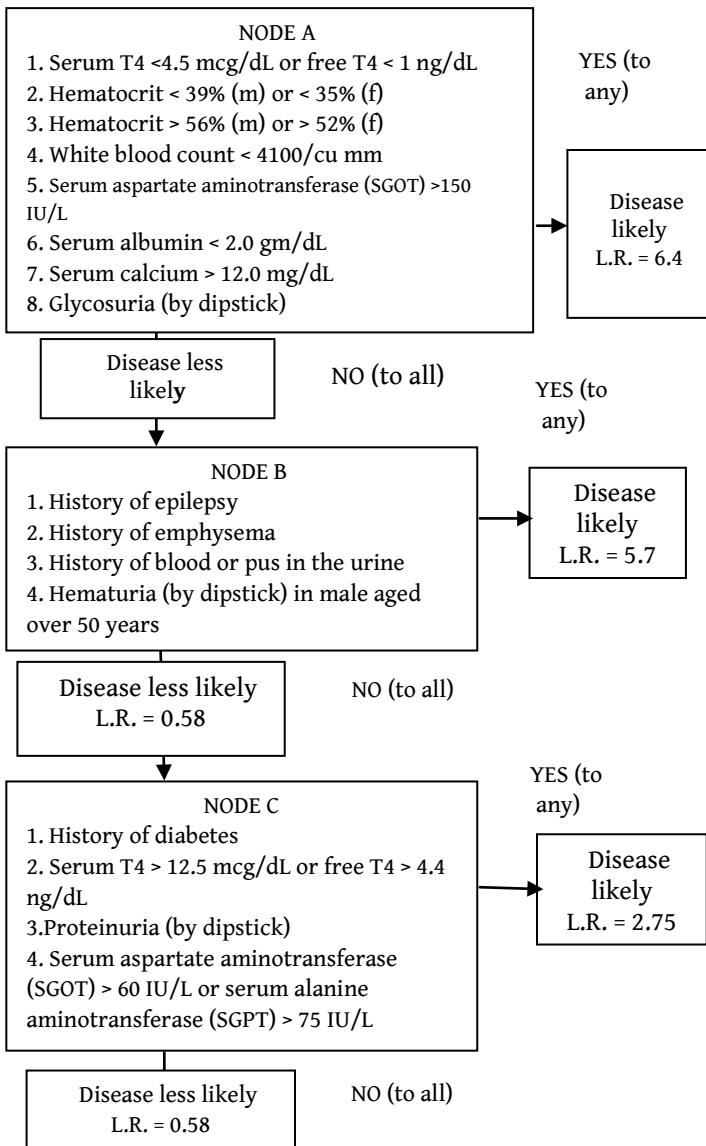 NODE A
1. Serum T4 <4.5 mcg/dL or free T4 < 1 ng/dL
2. Hematocrit < 39% (m) or < 35% (f)
3. Hematocrit > 56% (m) or > 52% (f)
4. White blood count < 4100/cu mm
5. Serum aspartate aminotransferase (SGOT) >150
IU/L
6. Serum albumin < 2.0 gm/dL
7. Serum calcium > 12.0 mg/dL
8. Glycosuria (by dipstick)
YES (to
any)
Disease
likely
L.R. = 6.4
Disease less
likely
NO (to all)
YES (to
any)
NODE B
1. History of epilepsy
2. History of emphysema
3. History of blood or pus in the urine
4. Hematuria (by dipstick) in male aged
over 50 years
Disease
likely
L.R. = 5.7
Disease less likely
L.R. = 0.58
NO (to all)
YES (to
any)
NODE C
1. History of diabetes
2. Serum T4 > 12.5 mcg/dL or free T4 > 4.4
ng/dL
3.Proteinuria (by dipstick)
4. Serum aspartate aminotransferase
(SGOT) > 60 IU/L or serum alanine
aminotransferase (SGPT) > 75 IU/L
Disease
likely
L.R. = 2.75
Disease less likely
L.R. = 0.58
NO (to all)